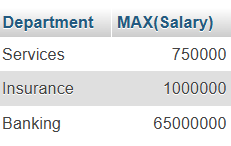 Department MAX(Salary)
Services 750000
Insurance 1000000
Banking 65000000